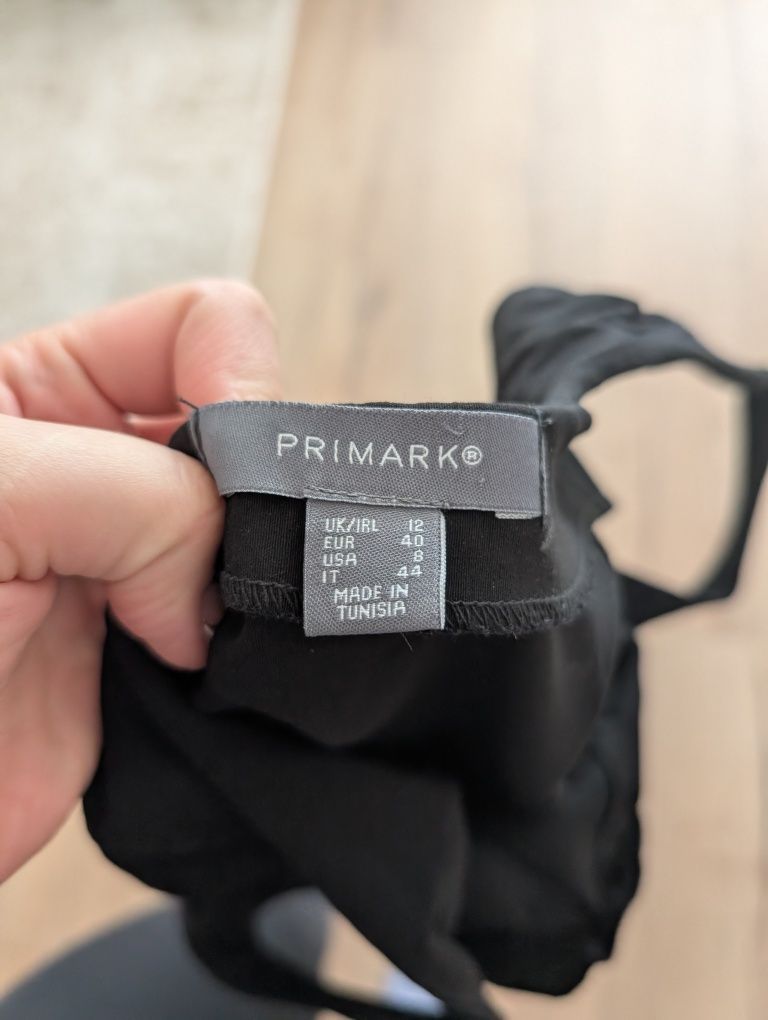 PRIMARK®
UK/IRL 12
EUR 40
USA 8
IT 44
MADE IN
TUNISIA